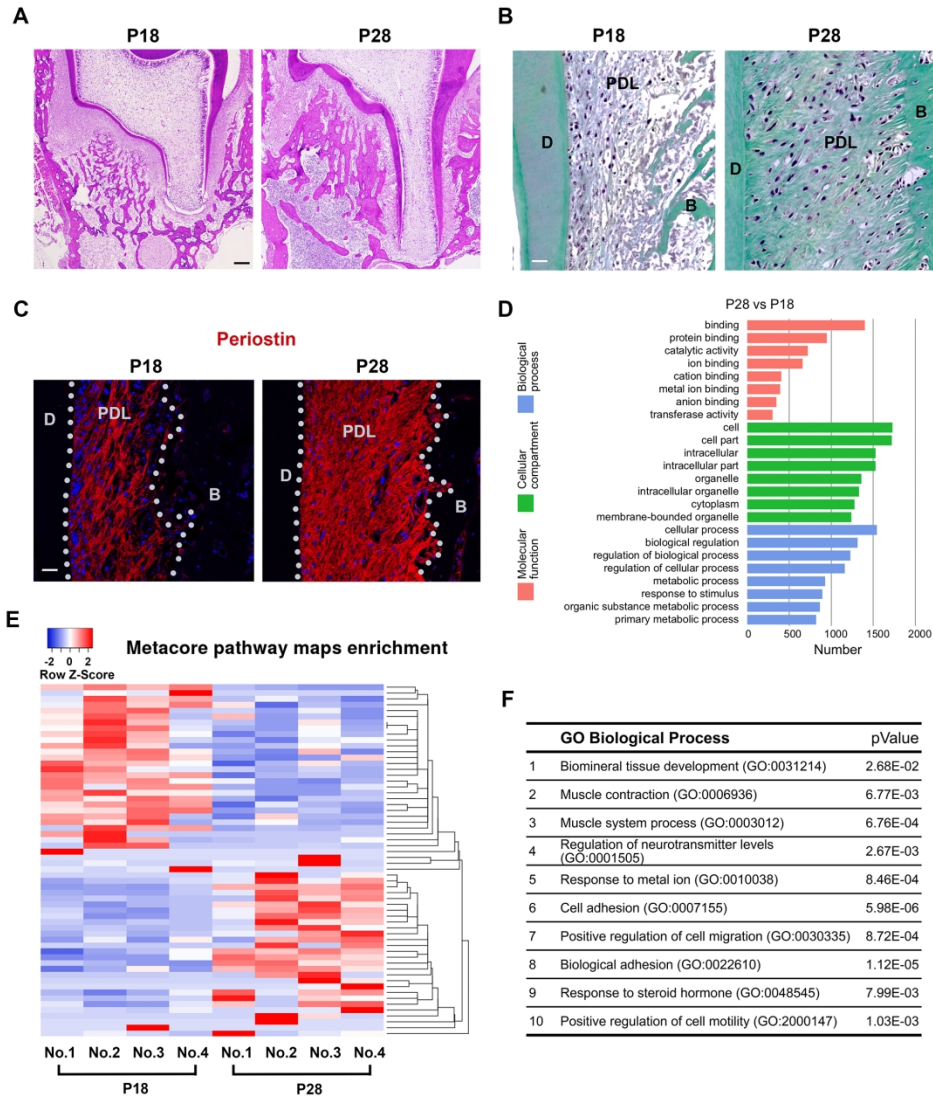 A
P18
P28
B
P18
P28
D
PDL
B
D
PDL
B
C
Periostin
P18
P28
D
PDL
B
D
PDL
B
D
P28 vs P18
Biological
process
Cellular
compartment
Molecular
function
binding
protein binding
catalytic activity
ion binding
cation binding
metal ion binding
anion binding
transferase activity
cell
cell part
intracellular
intracellular part
organelle
intracellular organelle
cytoplasm
membrane-bounded organelle
cellular process
biological regulation
regulation of biological process
regulation of cellular process
metabolic process
response to stimulus
organic substance metabolic process
primary metabolic process
0 500 1000 1500 2000
Number
E
-2 0 2
Row Z-Score
Metacore pathway maps enrichment
No.1 No.2 No.3 No.4 No.1 No.2 No.3 No.4
P18 P28
F
GO Biological Process pValue
1 Biomineral tissue development (GO:0031214) 2.68E-02
2 Muscle contraction (GO:0006936) 6.77E-03
3 Muscle system process (GO:0003012) 6.76E-04
4 Regulation of neurotransmitter levels
(GO:0001505) 2.67E-03
5 Response to metal ion (GO:0010038) 8.46E-04
6 Cell adhesion (GO:0007155) 5.98E-06
7 Positive regulation of cell migration (GO:0030335) 8.72E-04
8 Biological adhesion (GO:0022610) 1.12E-05
9 Response to steroid hormone (GO:0048545) 7.99E-03
10 Positive regulation of cell motility (GO:2000147) 1.03E-03